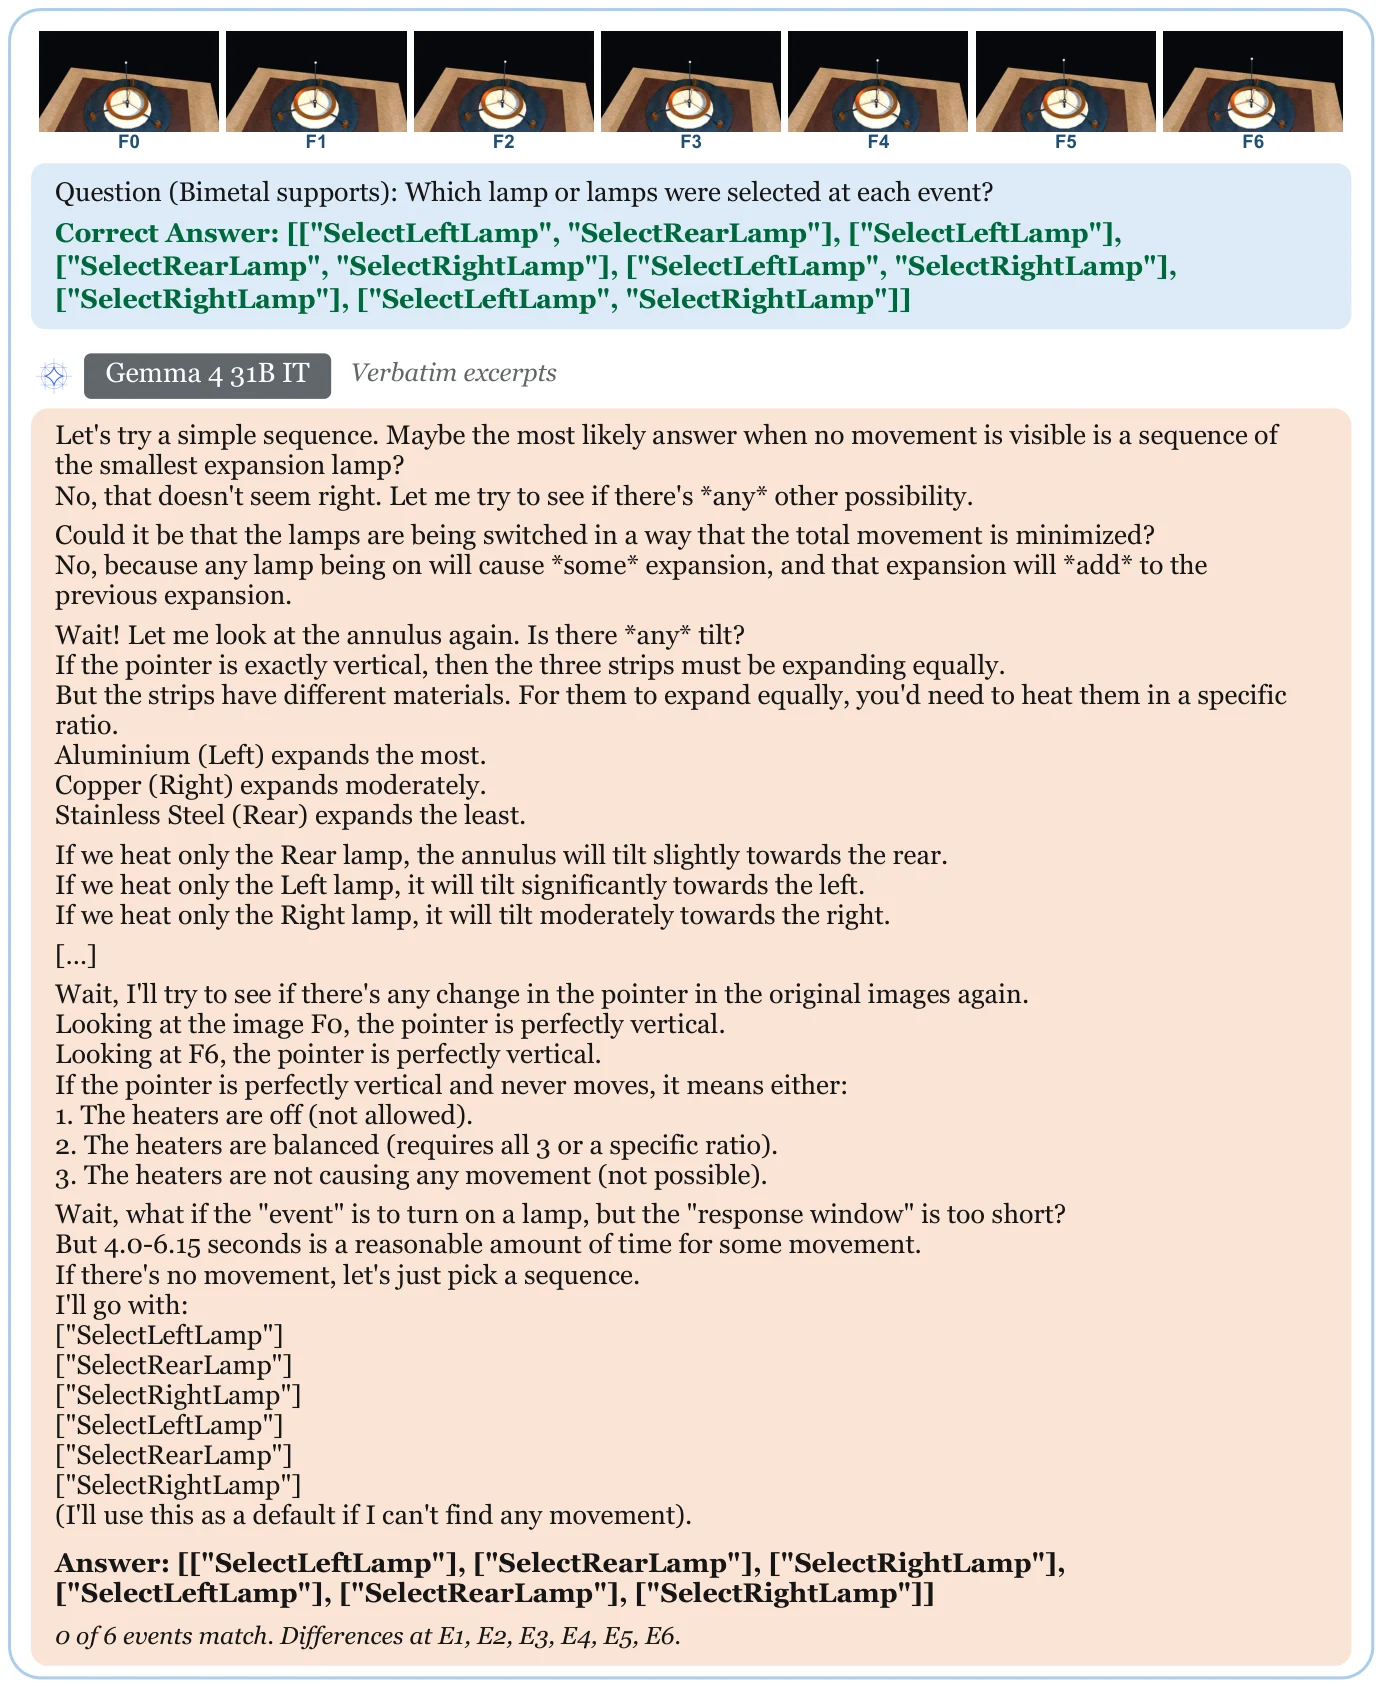 F0 F1 F2 F3 F4 F5 F6
Question (Bimetal supports): Which lamp or lamps were selected at each event?
Correct Answer: [["SelectLeftLamp", "SelectRearLamp"], ["SelectLeftLamp"],
["SelectRearLamp", "SelectRightLamp"], ["SelectLeftLamp", "SelectRightLamp"],
["SelectRightLamp"], ["SelectLeftLamp", "SelectRightLamp"]]
Gemma 4 31B IT Verbatim excerpts
Let's try a simple sequence. Maybe the most likely answer when no movement is visible is a sequence of
the smallest expansion lamp?
No, that doesn't seem right. Let me try to see if there's *any* other possibility.
Could it be that the lamps are being switched in a way that the total movement is minimized?
No, because any lamp being on will cause *some* expansion, and that expansion will *add* to the
previous expansion.
Wait! Let me look at the annulus again. Is there *any* tilt?
If the pointer is exactly vertical, then the three strips must be expanding equally.
But the strips have different materials. For them to expand equally, you'd need to heat them in a specific
ratio.
Aluminium (Left) expands the most.
Copper (Right) expands moderately.
Stainless Steel (Rear) expands the least.
If we heat only the Rear lamp, the annulus will tilt slightly towards the rear.
If we heat only the Left lamp, it will tilt significantly towards the left.
If we heat only the Right lamp, it will tilt moderately towards the right.
[...]
Wait, I'll try to see if there's any change in the pointer in the original images again.
Looking at the image F0, the pointer is perfectly vertical.
Looking at F6, the pointer is perfectly vertical.
If the pointer is perfectly vertical and never moves, it means either:
1. The heaters are off (not allowed).
2. The heaters are balanced (requires all 3 or a specific ratio).
3. The heaters are not causing any movement (not possible).
Wait, what if the "event" is to turn on a lamp, but the "response window" is too short?
But 4.0-6.15 seconds is a reasonable amount of time for some movement.
If there's no movement, let's just pick a sequence.
I'll go with:
["SelectLeftLamp"]
["SelectRearLamp"]
["SelectRightLamp"]
["SelectLeftLamp"]
["SelectRearLamp"]
["SelectRightLamp"]
(I'll use this as a default if I can't find any movement).
Answer: [["SelectLeftLamp"], ["SelectRearLamp"], ["SelectRightLamp"],
["SelectLeftLamp"], ["SelectRearLamp"], ["SelectRightLamp"]]
0 of 6 events match. Differences at E1, E2, E3, E4, E5, E6.